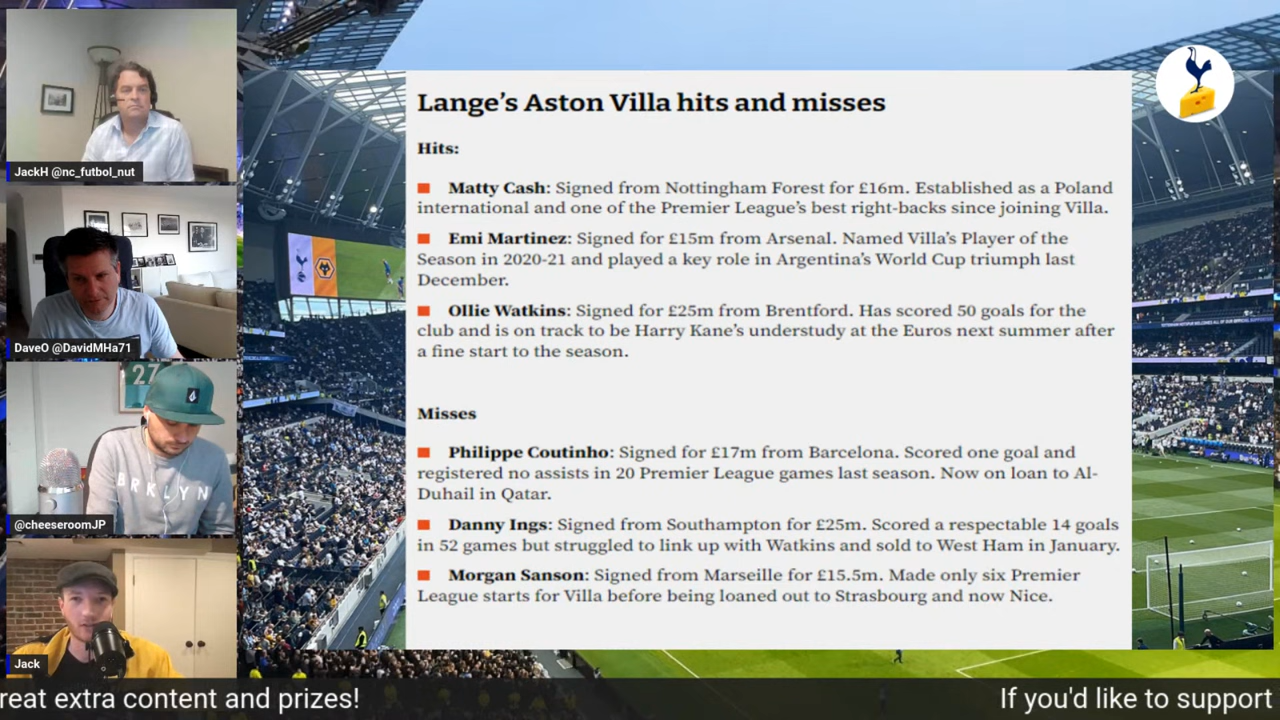 JackH @nc_futbol_nut
DaveO @DavidMHa71
27
BRKLYN
@cheeseroomJP
Jack
Lange’s Aston Villa hits and misses
Hits:
Matty Cash: Signed from Nottingham Forest for £16m. Established as a Poland
international and one of the Premier League’s best right-backs since joining Villa.
Emi Martinez: Signed for £15m from Arsenal. Named Villa’s Player of the
Season in 2020-21 and played a key role in Argentina’s World Cup triumph last
December.
Ollie Watkins: Signed for £25m from Brentford. Has scored 50 goals for the
club and is on track to be Harry Kane’s understudy at the Euros next summer after
a fine start to the season.
Misses
Philippe Coutinho: Signed for £17m from Barcelona. Scored one goal and
registered no assists in 20 Premier League games last season. Now on loan to Al-
Duhail in Qatar.
Danny Ings: Signed from Southampton for £25m. Scored a respectable 14 goals
in 52 games but struggled to link up with Watkins and sold to West Ham in January.
Morgan Sanson: Signed from Marseille for £15.5m. Made only six Premier
League starts for Villa before being loaned out to Strasbourg and now Nice.
reat extra content and prizes!
If you'd like to support